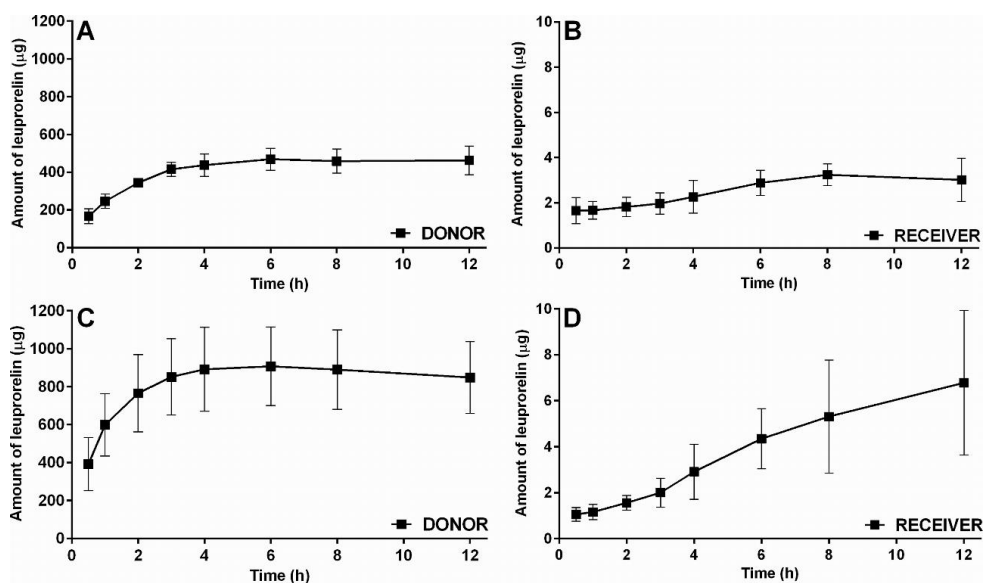 A
Amount of leuprorelin (µg)
1200
1000
800
600
400
200
0
0 2 4 6 8 10 12
Time (h)
DONOR
B
Amount of leuprorelin (µg)
10
8
6
4
2
0
0 2 4 6 8 10 12
Time (h)
RECEIVER
C
Amount of leuprorelin (µg)
1200
1000
800
600
400
200
0
0 2 4 6 8 10 12
Time (h)
DONOR
D
Amount of leuprorelin (µg)
10
8
6
4
2
0
0 2 4 6 8 10 12
Time (h)
RECEIVER